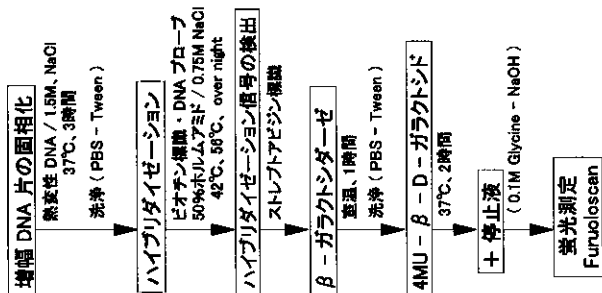 増幅 DNA 片の固相化
熱変性 DNA / 1.5M、NaCl
37℃、3時間
洗浄 ( PBS - Tween )
ハイブリダイゼーション
ビオチン標識・DNA プローブ
50%ホルムアミド / 0.75M NaCl
42℃、56℃、over night
ハイブリダイゼイション信号の検出
ストレプトアビジン標識
β - ガラクトシダーゼ
室温、1時間
洗浄 ( PBS - Tween )
4MU - β - D - ガラクトシド
37℃、2時間
+ 停止液
( 0.1M Glycine - NaOH )
蛍光測定
Furuoloscan